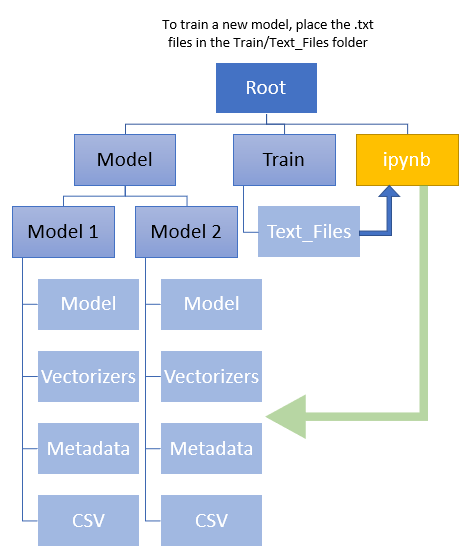 To train a new model, place the .txt
files in the Train/Text_Files folder
Root
Model
Train
ipynb
Model 1
Model 2
Text_Files
Model
Model
Vectorizers
Vectorizers
Metadata
Metadata
CSV
CSV